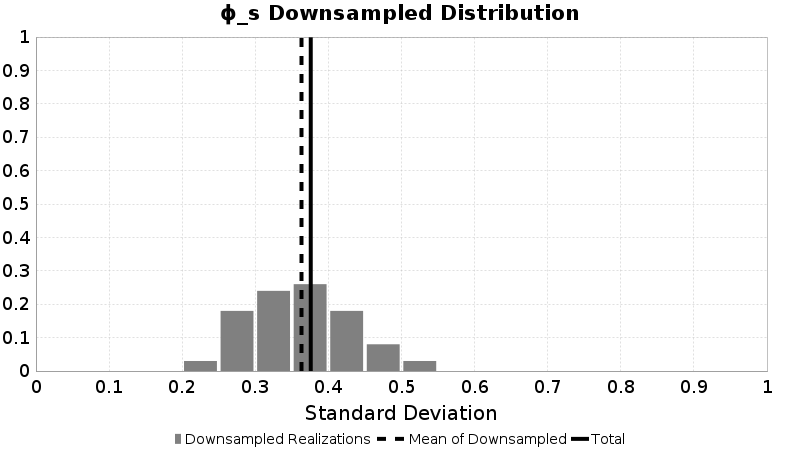 ϕ_s Downsampled Distribution
1
0.9
0.8
0.7
0.6
0.5
0.4
0.3
0.2
0.1
0
0 0.1 0.2 0.3 0.4 0.5 0.6 0.7 0.8 0.9 1
Standard Deviation
Downsampled Realizations Mean of Downsampled Total